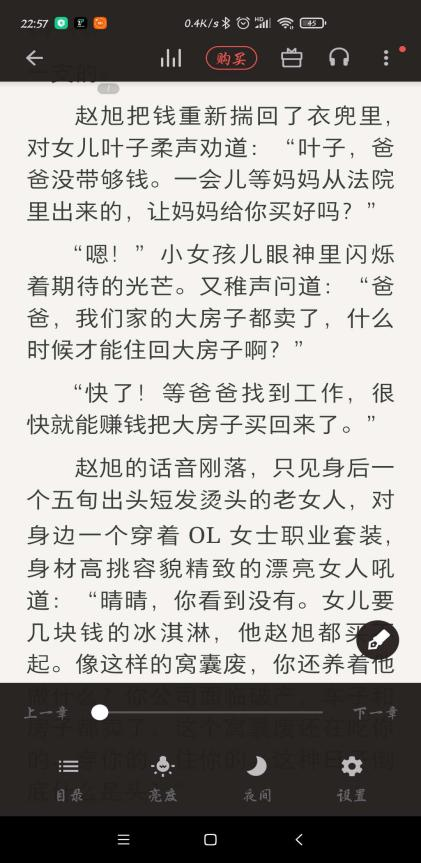 22:57 0.4K/s HD 45
购买
赵旭把钱重新揣回了衣兜里,
对女儿叶子柔声劝道：“叶子，爸
爸没带够钱。一会儿等妈妈从法院
里出来的，让妈妈给你买好吗？”
“嗯！”小女孩儿眼神里闪烁
着期待的光芒。又稚声问道：“爸
爸，我们家的大房子都卖了，什么
时候才能住回大房子啊？”
“快了！等爸爸找到工作，很
快就能赚钱把大房子买回来了。”
赵旭的话音刚落，只见身后一
个五旬出头短发烫头的老女人，对
身边一个穿着 OL 女士职业套装,
身材高挑容貌精致的漂亮女人吼
道：“晴晴，你看到没有。女儿要
几块钱的冰淇淋，他赵旭都买
起。像这样的窝囊废，你还养着他
上一章 下一章
目录 亮度 夜间 设置